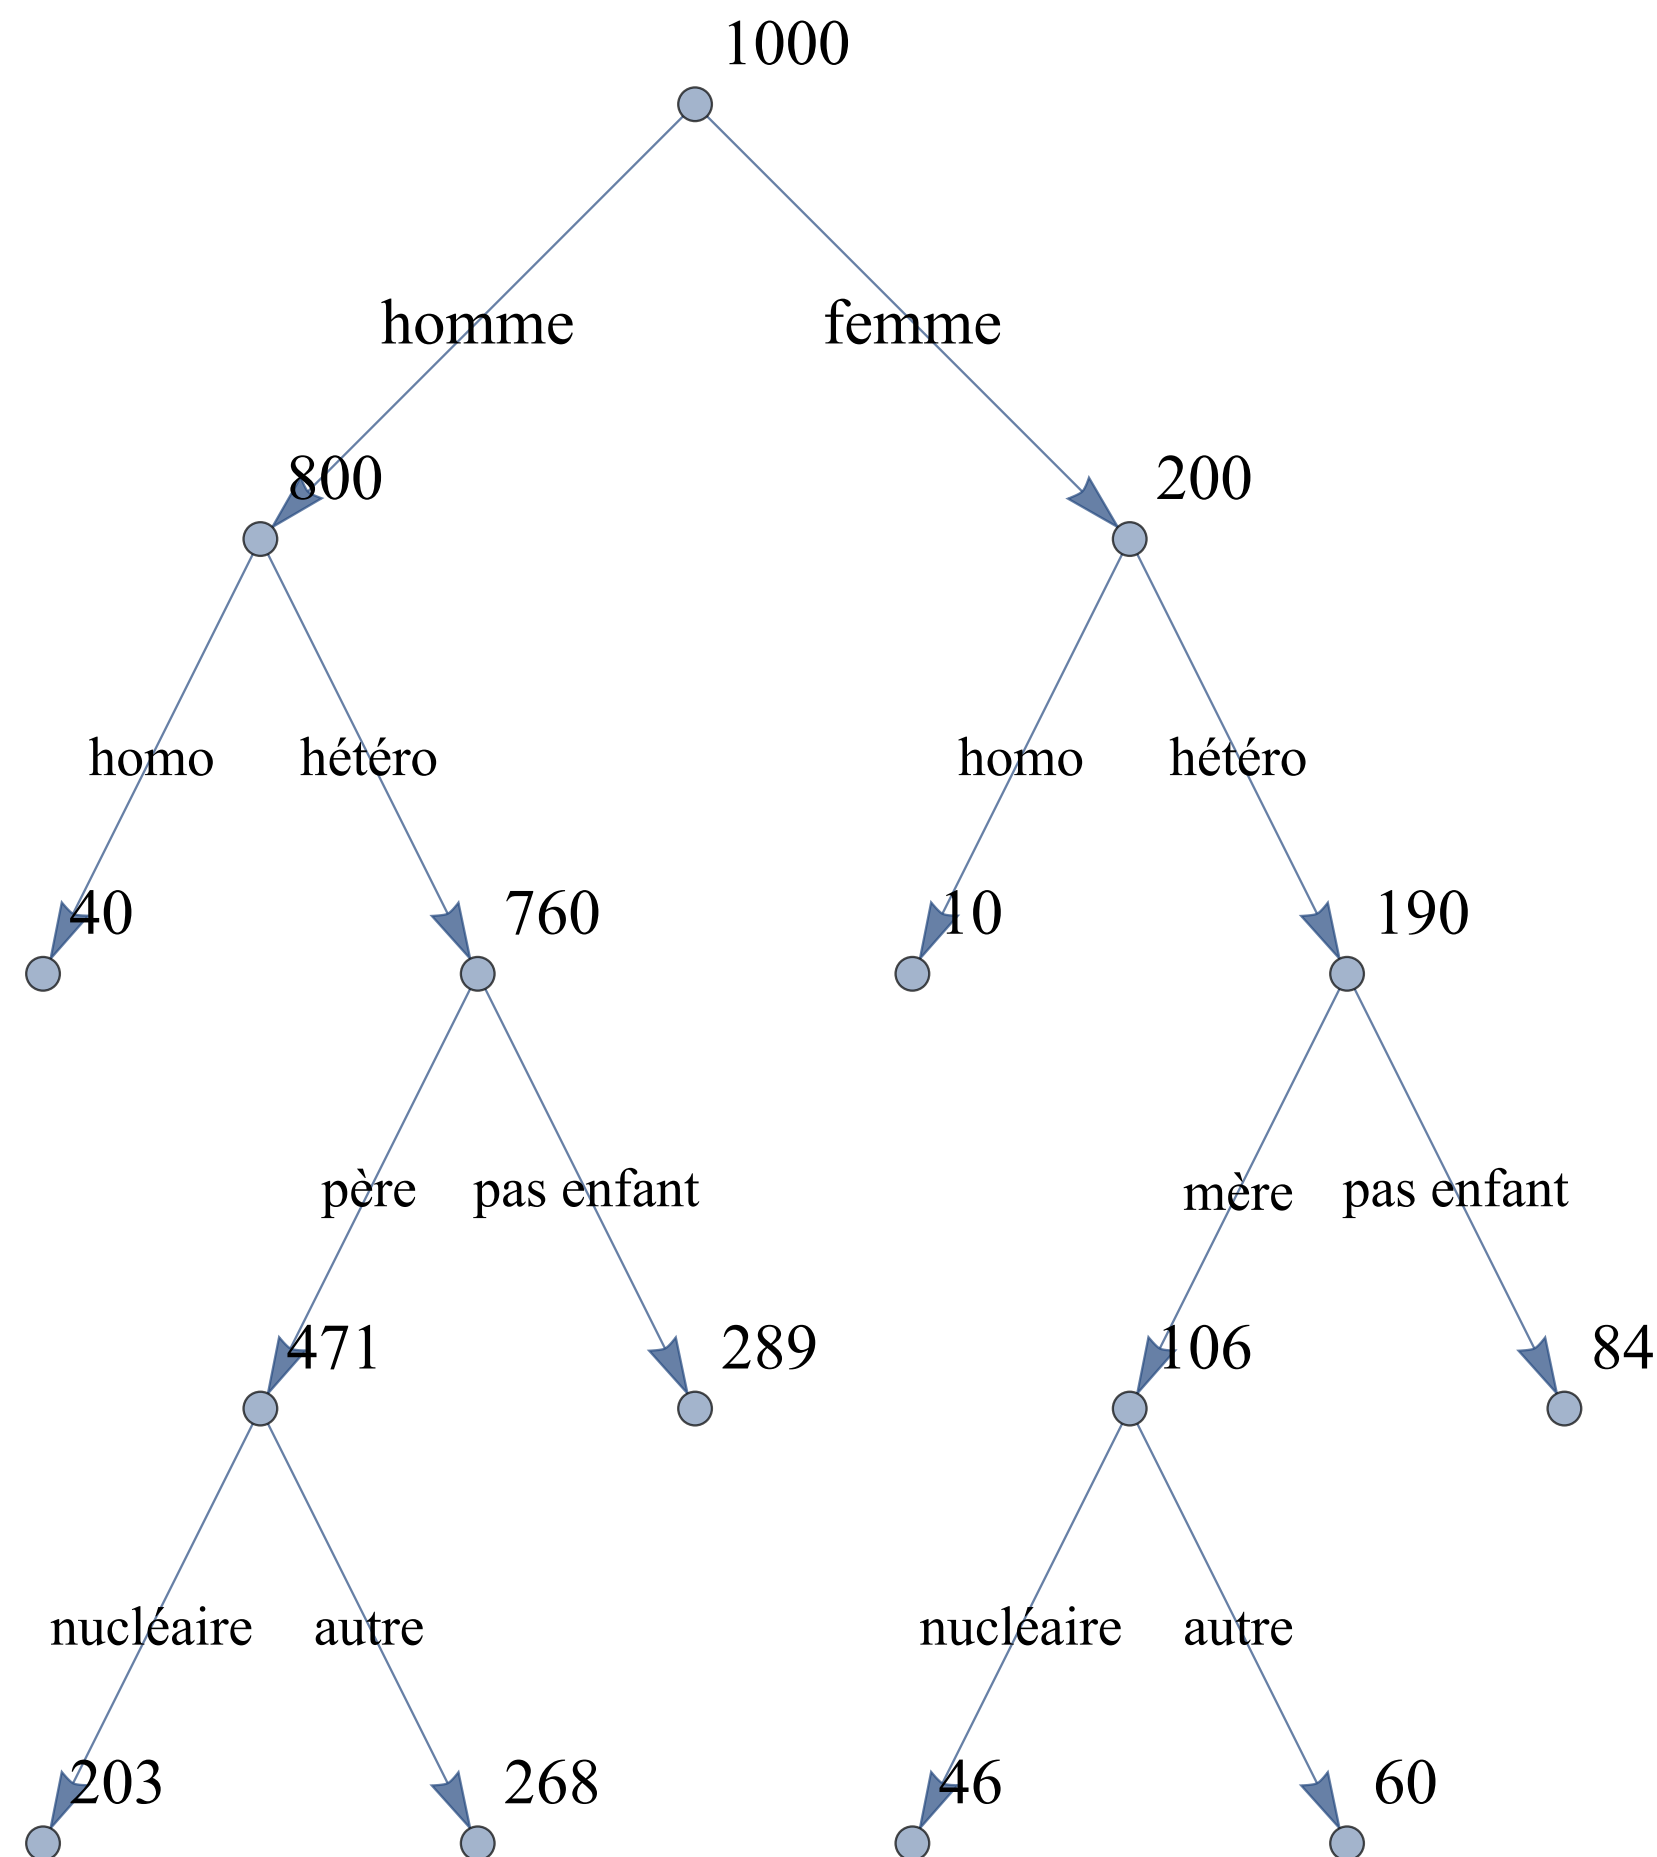 1000
homme femme
800 200
homo hétéro homo hétéro
40 760 10 190
père pas enfant mère pas enfant
471 289 106 84
nucléaire autre nucléaire autre
203 268 46 60